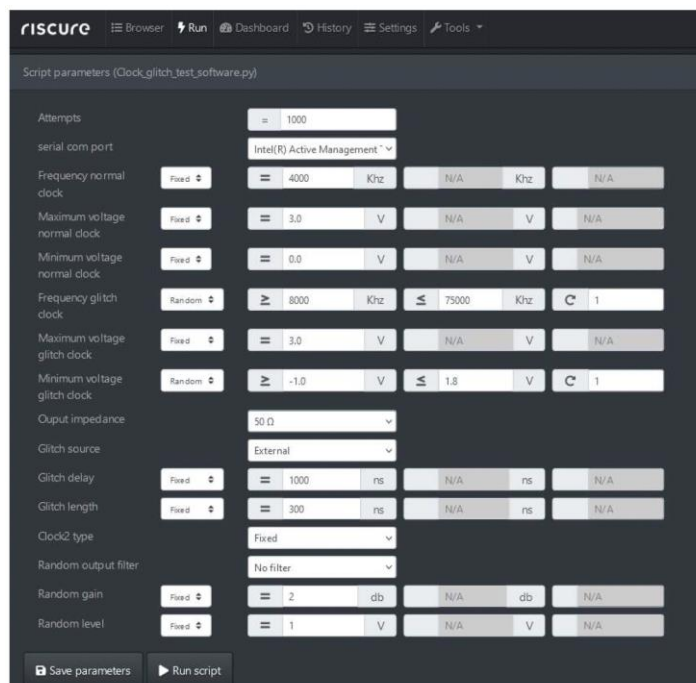 riscure Browser Run Dashboard History Settings Tools
Script parameters (Clock_glitch_test_software.py)
Attempts = 1000
serial com port Intel(R) Active Management
Frequency normal clock Fixed = 4000 Khz N/A Khz N/A
Maximum voltage normal clock Fixed = 3.0 V N/A V N/A
Minimum voltage normal clock Fixed = 0.0 V N/A V N/A
Frequency glitch clock Random ≥ 8000 Khz ≤ 75000 Khz 1
Maximum voltage glitch clock Fixed = 3.0 V N/A V N/A
Minimum voltage glitch clock Random ≥ -1.0 V ≤ 1.8 V 1
Ouput impedance 50 Ω
Glitch source External
Glitch delay Fixed = 1000 ns N/A ns N/A
Glitch length Fixed = 300 ns N/A ns N/A
Clock2 type Fixed
Random output filter No filter
Random gain Fixed = 2 db N/A db N/A
Random level Fixed = 1 V N/A V N/A
Save parameters Run script